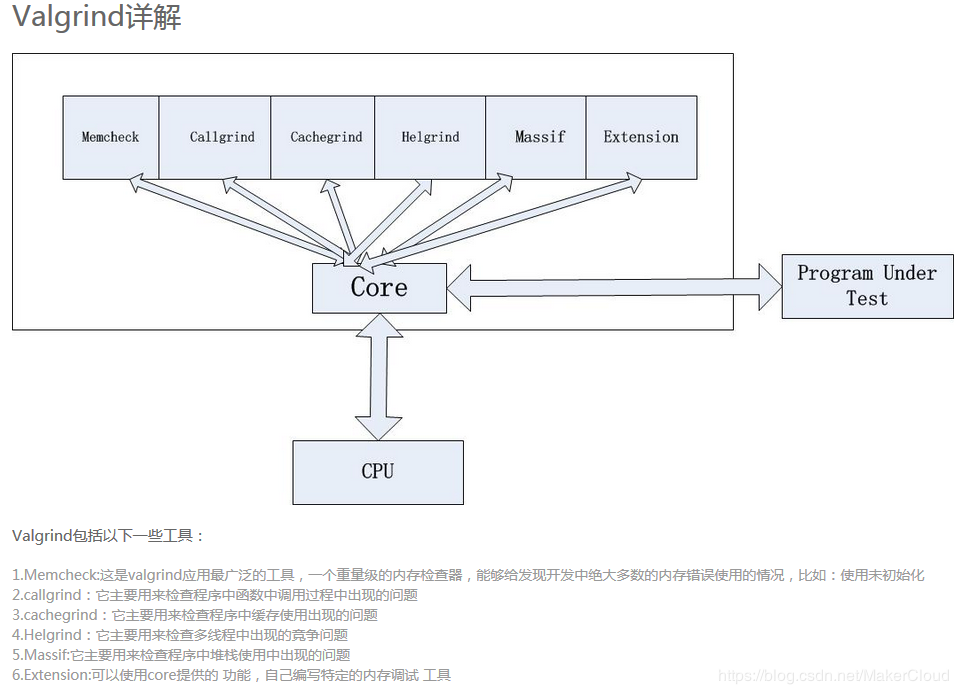 Valgrind详解
Memcheck
Callgrind
Cachegrind
Helgrind
Massif
Extension
Core
Program Under
Test
CPU
Valgrind包括以下一些工具：
1.Memcheck:这是valgrind应用最广泛的工具，一个重量级的内存检查器，能够给发现开发中绝大多数的内存错误使用的情况，比如：使用未初始化
2.callgrind：它主要用来检查程序中函数中调用过程中出现的问题
3.cachegrind：它主要用来检查程序中缓存使用出现的问题
4.Helgrind：它主要用来检查多线程中出现的竞争问题
5.Massif:它主要用来检查程序中堆栈使用中出现的问题
6.Extension:可以使用core提供的 功能，自己编写特定的内存调试 工具
https://blog.csdn.net/MakerCloud